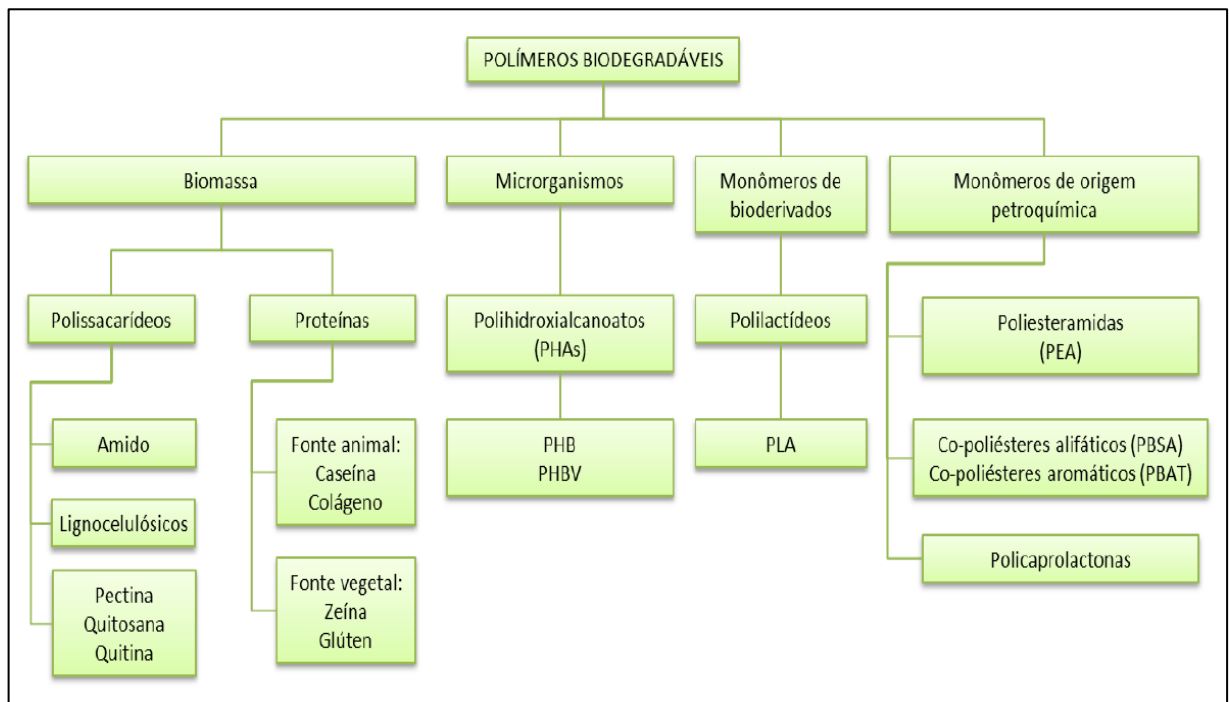 POLÍMEROS BIODEGRADÁVEIS
Biomassa
Microrganismos
Monômeros de
bioderivados
Monômeros de origem
petroquímica
Polissacarídeos
Proteínas
Polihidroxialcanoatos
(PHAs)
Polilactídeos
Poliesteramidas
(PEA)
Amido
Lignocelulósicos
Pectina
Quitosana
Quitina
Fonte animal:
Caseína
Colágeno
Fonte vegetal:
Zeína
Glúten
PHB
PHBV
PLA
Co-poliésteres alifáticos (PBSA)
Co-poliésteres aromáticos (PBAT)
Policaprolactonas